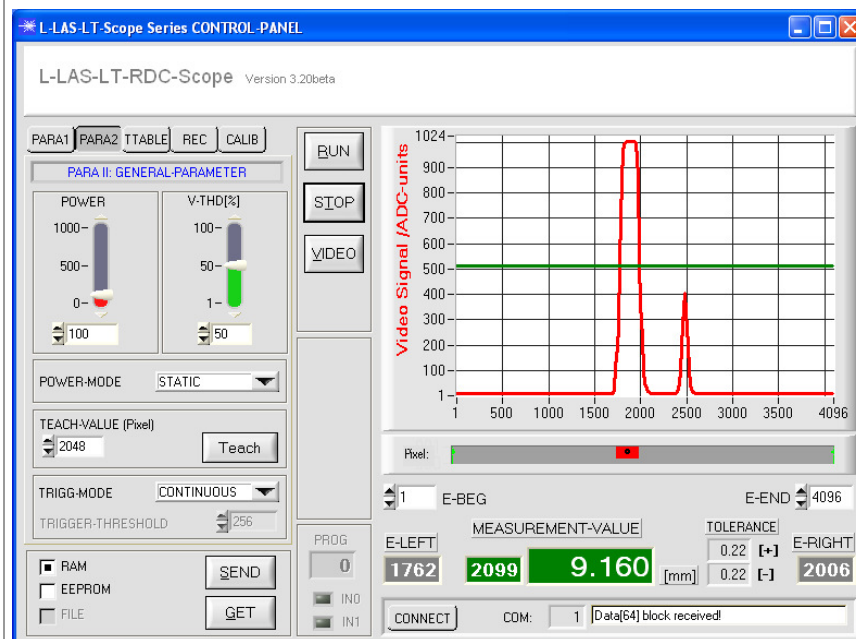 L-LAS-LT-Scope Series CONTROL-PANEL
L-LAS-LT-RDC-Scope Version 3.20beta
PARA1 PARA2 TTABLE REC CALIB
PARA II: GENERAL-PARAMETER
POWER
1000
500
0
100
V-THD[%]
100
50
1
50
POWER-MODE STATIC
TEACH-VALUE (Pixel)
2048 Teach
TRIGG-MODE CONTINUOUS
TRIGGER-THRESHOLD 256
RAM
EEPROM
FILE
SEND
GET
RUN
STOP
VIDEO
PROG
0
IN0
IN1
Video Signal /ADC-units
1024
900
800
700
600
500
400
300
200
100
1
1 500 1000 1500 2000 2500 3000 3500 4096
Pixel:
1 E-BEG E-END 4096
E-LEFT
1762
MEASUREMENT-VALUE
2099 9.160 [mm]
TOLERANCE
0.22 [+]
0.22 [-]
E-RIGHT
2006
CONNECT COM: 1 Data[64] block received!